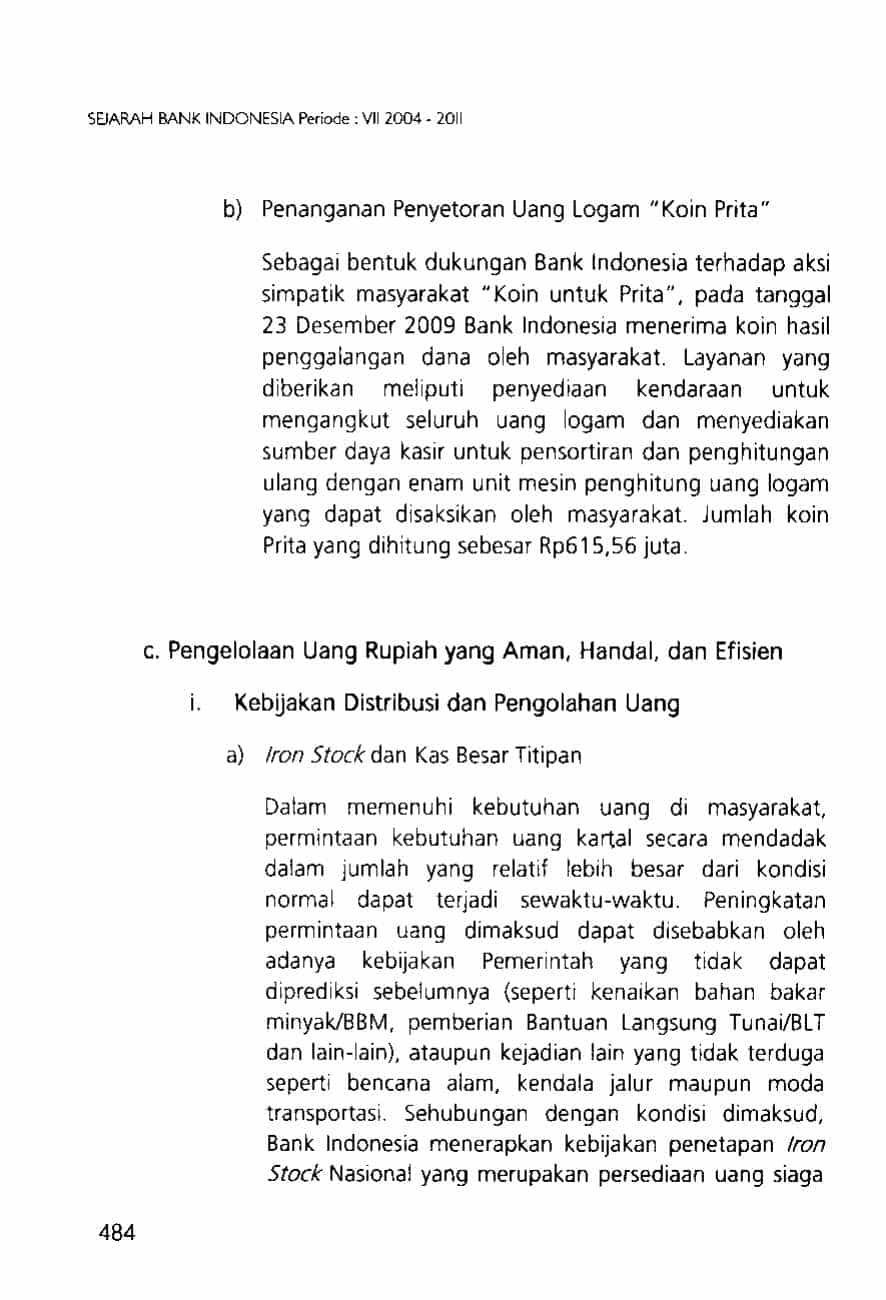 SEJARAH BANK INDONESIA Periode : VII 2004 - 2011
b) Penanganan Penyetoran Uang Logam "Koin Prita"
Sebagai bentuk dukungan Bank Indonesia terhadap aksi
simpatik masyarakat "Koin untuk Prita", pada tanggal
23 Desember 2009 Bank Indonesia menerima koin hasil
penggalangan dana oleh masyarakat. Layanan yang
diberikan meliputi penyediaan kendaraan untuk
mengangkut seluruh uang logam dan menyediakan
sumber daya kasir untuk pensortiran dan penghitungan
ulang dengan enam unit mesin penghitung uang logam
yang dapat disaksikan oleh masyarakat. Jumlah koin
Prita yang dihitung sebesar Rp615,56 juta.
c. Pengelolaan Uang Rupiah yang Aman, Handal, dan Efisien
i. Kebijakan Distribusi dan Pengolahan Uang
a) Iron Stock dan Kas Besar Titipan
Dalam memenuhi kebutuhan uang di masyarakat,
permintaan kebutuhan uang kartal secara mendadak
dalam jumlah yang relatif lebih besar dari kondisi
normal dapat terjadi sewaktu-waktu. Peningkatan
permintaan uang dimaksud dapat disebabkan oleh
adanya kebijakan Pemerintah yang tidak dapat
diprediksi sebelumnya (seperti kenaikan bahan bakar
minyak/BBM, pemberian Bantuan Langsung Tunai/BLT
dan lain-lain), ataupun kejadian lain yang tidak terduga
seperti bencana alam, kendala jalur maupun moda
transportasi. Sehubungan dengan kondisi dimaksud,
Bank Indonesia menerapkan kebijakan penetapan Iron
Stock Nasional yang merupakan persediaan uang siaga
484